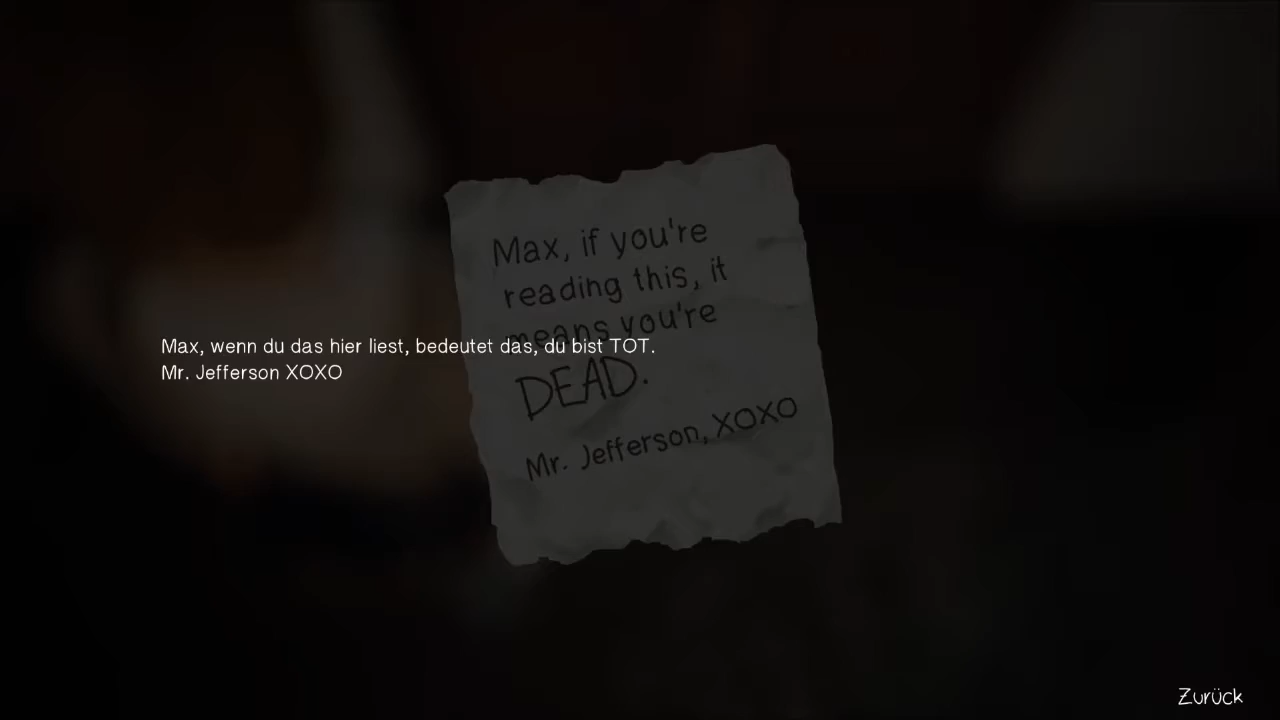 Max, if you're
reading this, it
means you're
DEAD.
Mr. Jefferson, XOXO
Max, wenn du das hier liest, bedeutet das, du bist TOT.
Mr. Jefferson XOXO
Zurück